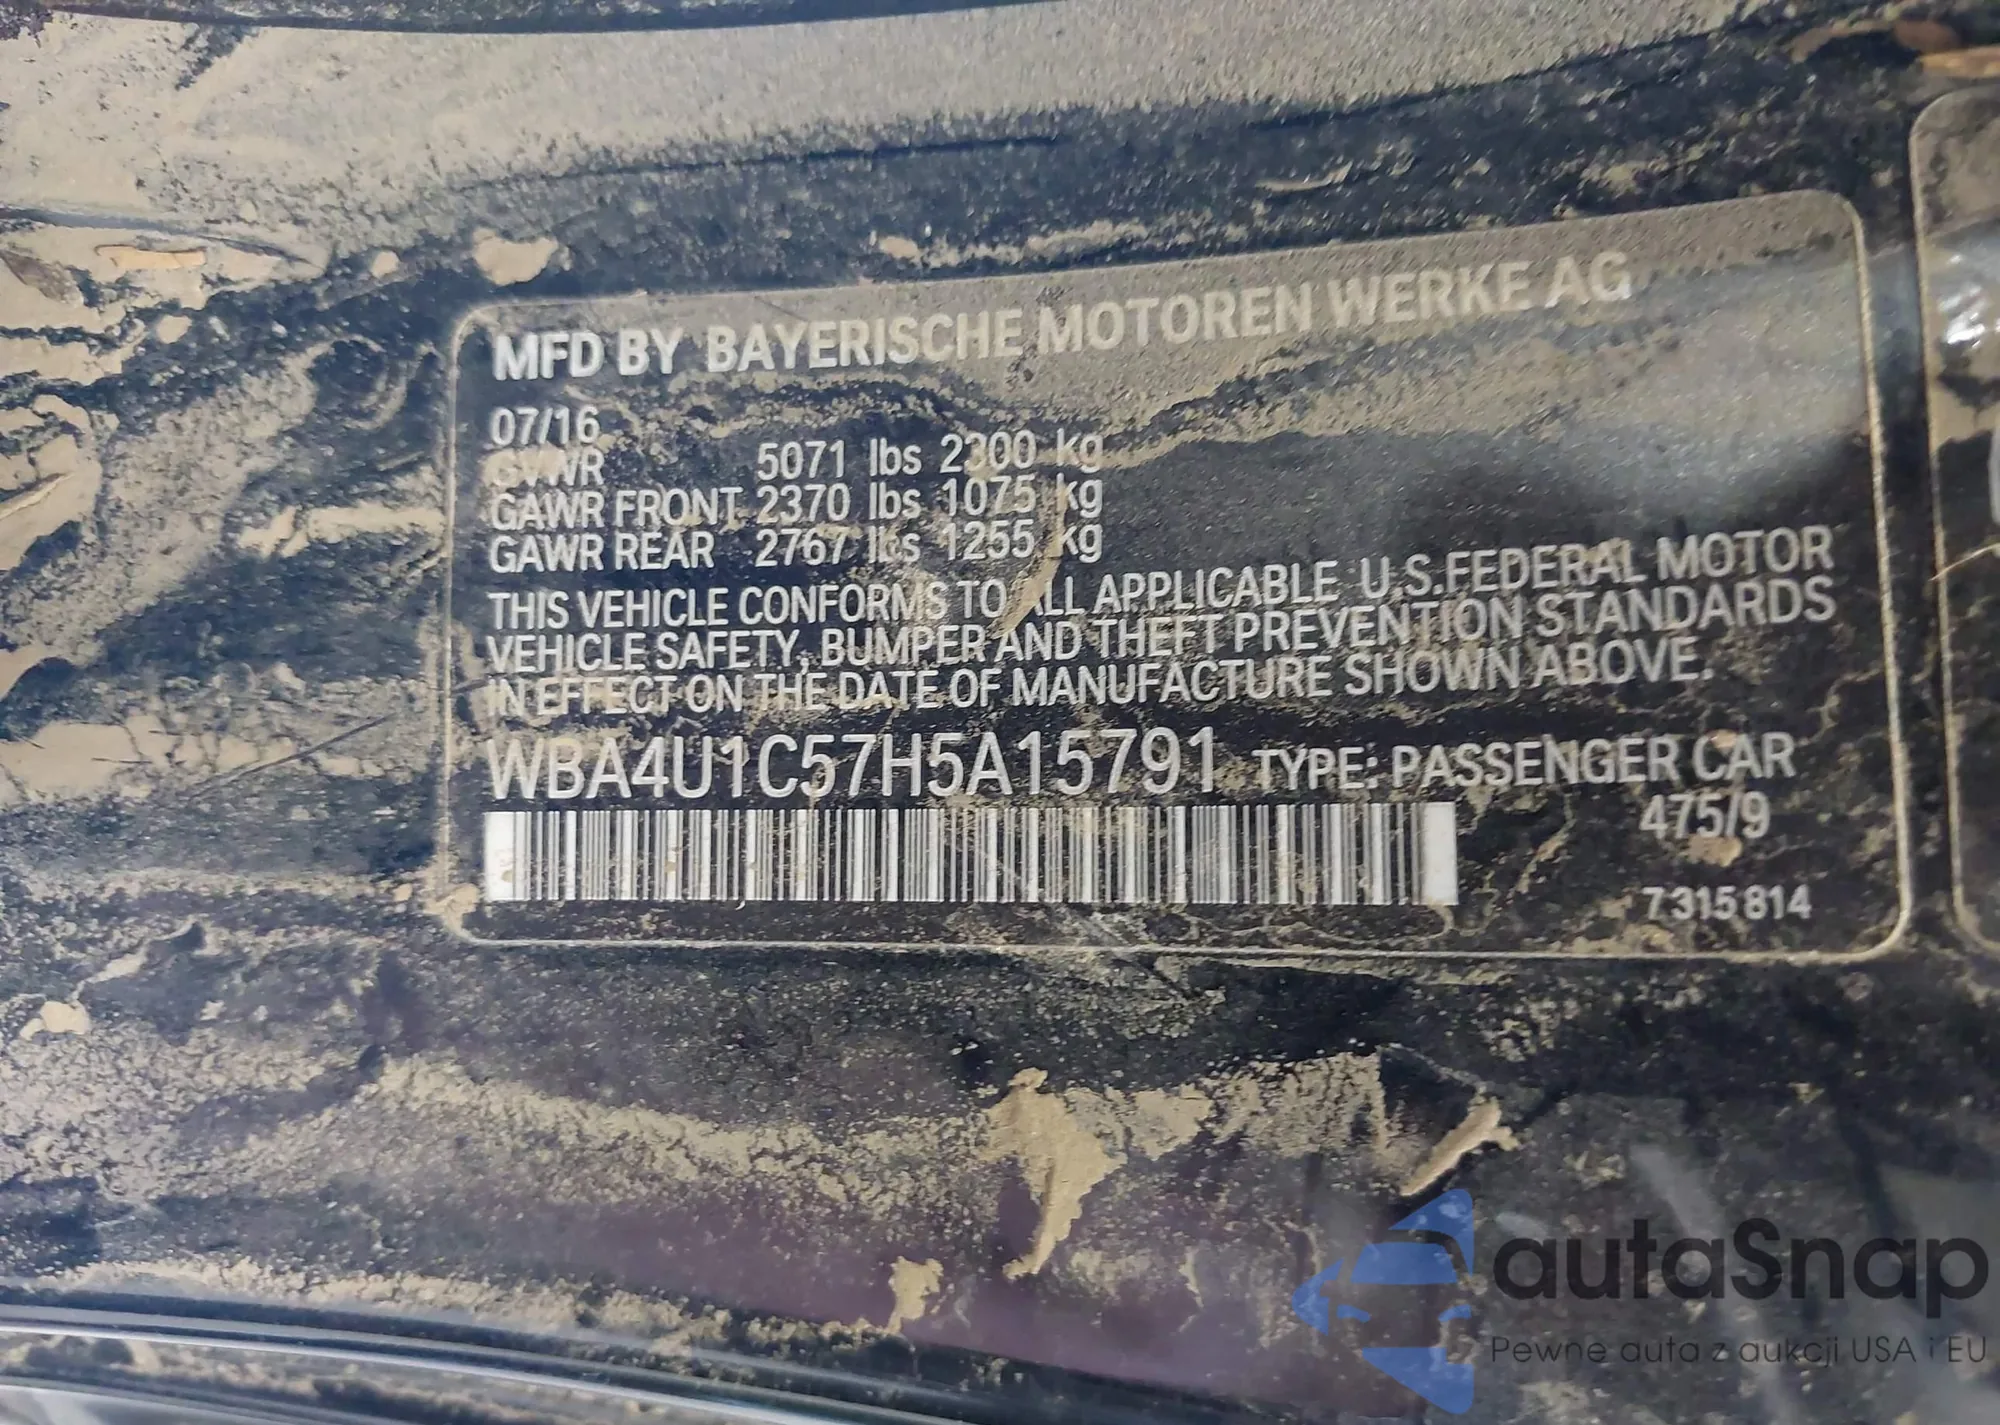 MFD BY BAYERISCHE MOTOREN WERKE AG
07/16
GVWR 5071 lbs 2300 kg
GAWR FRONT 2370 lbs 1075 kg
GAWR REAR 2767 lbs 1255 kg
THIS VEHICLE CONFORMS TO ALL APPLICABLE U.S.FEDERAL MOTOR
VEHICLE SAFETY, BUMPER AND THEFT PREVENTION STANDARDS
IN EFFECT ON THE DATE OF MANUFACTURE SHOWN ABOVE.
WBA4U1C57H5A15791 TYPE: PASSENGER CAR
475/9
7 315 814
autaSnap
Pewne auta z aukcji USA i EU